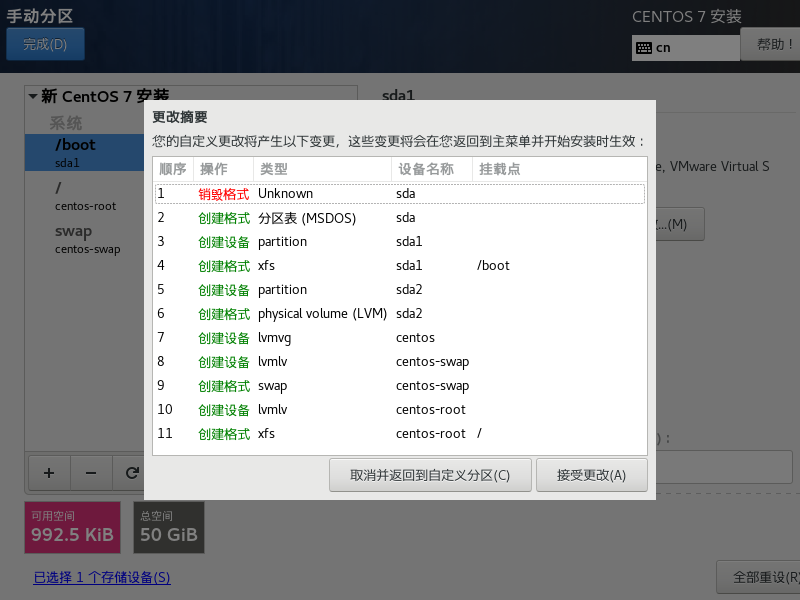 手动分区
CENTOS 7 安装
完成(D)
cn
帮助！
新 CentOS 7 安装
sda1
系统
/boot
sda1
/
centos-root
swap
centos-swap
更改摘要
您的自定义更改将产生以下变更，这些变更将会在您返回到主菜单并开始安装时生效：
顺序 操作 类型 设备名称 挂载点
1 销毁格式 Unknown sda
2 创建格式 分区表 (MSDOS) sda
3 创建设备 partition sda1
4 创建格式 xfs sda1 /boot
5 创建设备 partition sda2
6 创建格式 physical volume (LVM) sda2
7 创建设备 lvmvg centos
8 创建设备 lvmlv centos-swap
9 创建格式 swap centos-swap
10 创建设备 lvmlv centos-root
11 创建格式 xfs centos-root /
取消并返回到自定义分区(C)
接受更改(A)
e, VMware Virtual S
...(M)
)：
可用空间
992.5 KiB
总空间
50 GiB
已选择 1 个存储设备(S)
全部重设(R